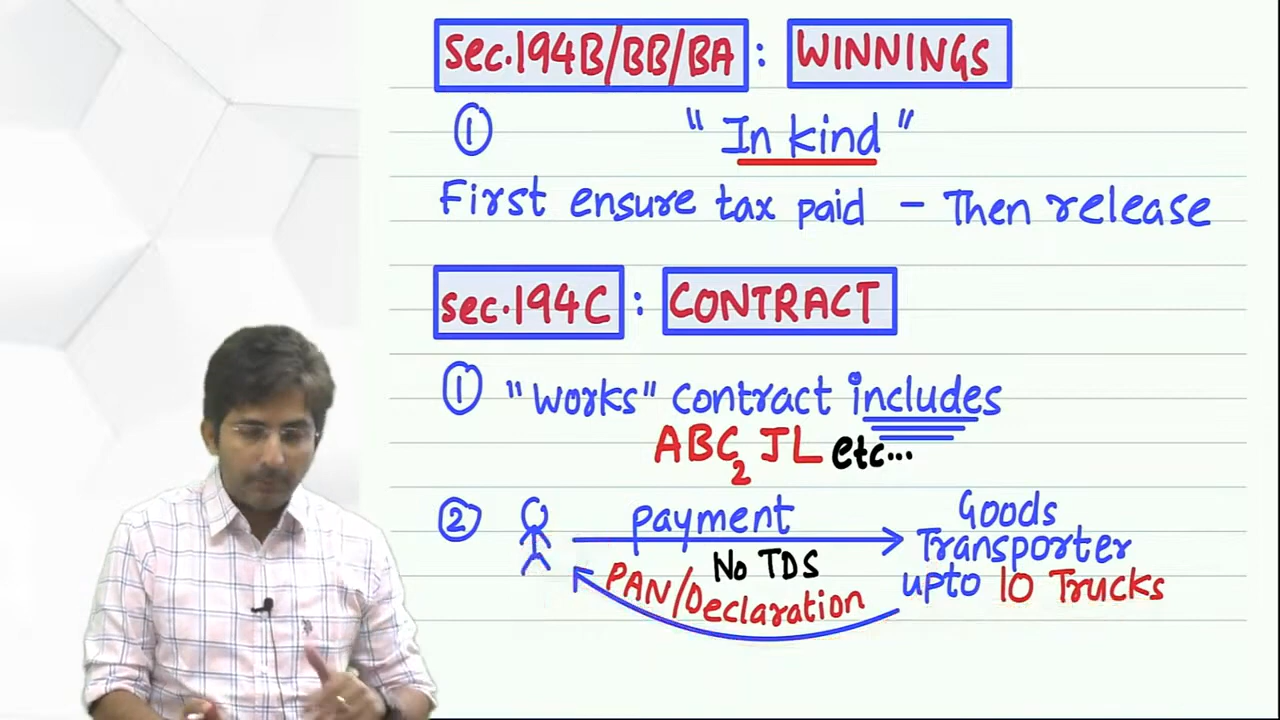 Sec.194B/BB/BA : WINNINGS
① "In kind"
First ensure tax paid – Then release
Sec.194C : CONTRACT
① "Works" contract includes
ABC₂ JL etc...
② payment Goods
Transporter
No TDS
upto 10 Trucks
PAN/Declaration